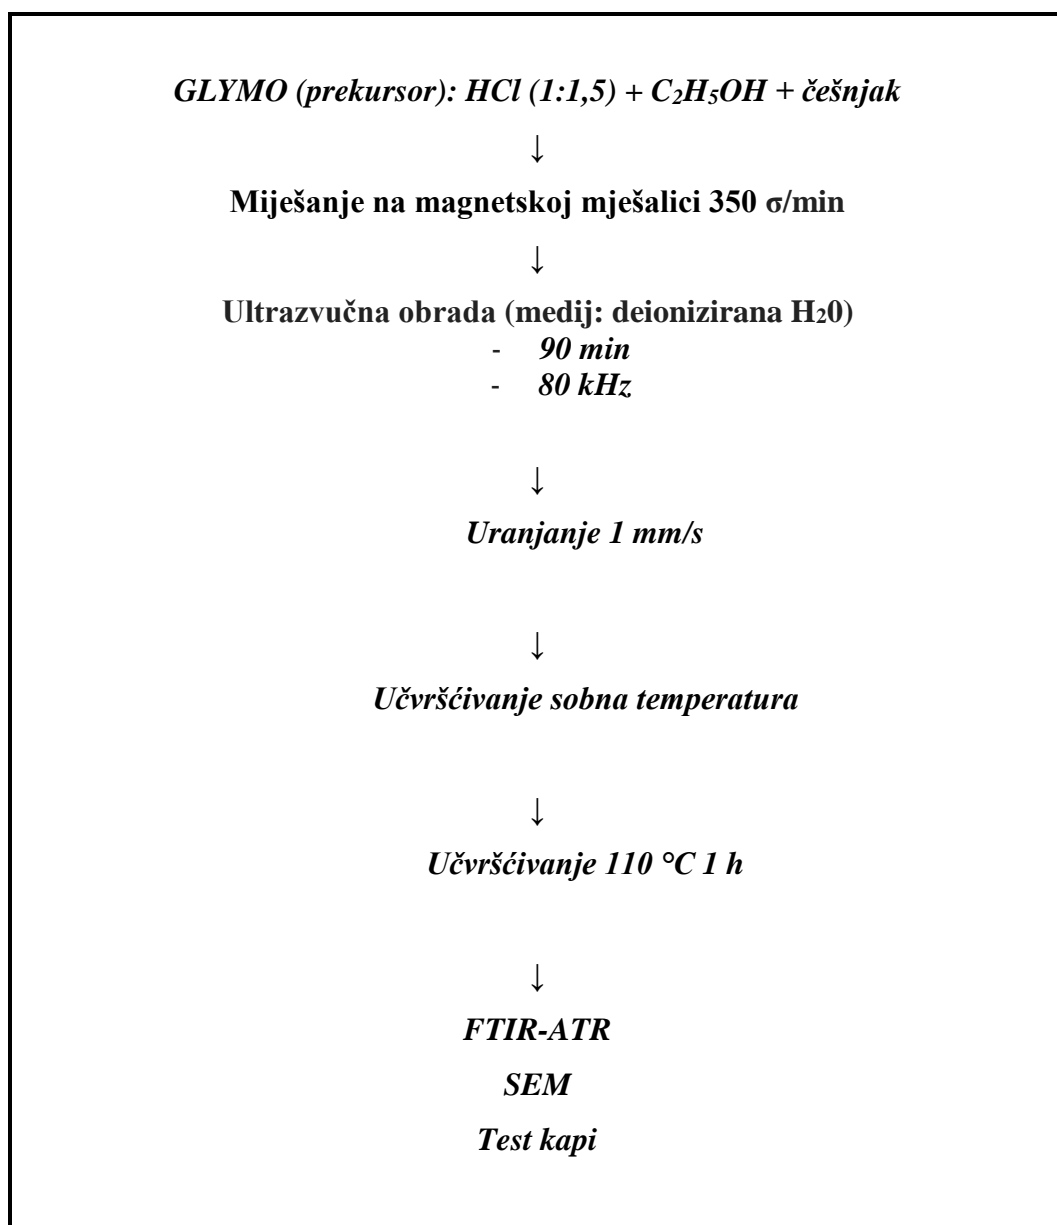 GLYMO (prekursor): HCl (1:1,5) + C₂H₅OH + češnjak
↓
Miješanje na magnetskoj mješalici 350 σ/min
↓
Ultrazvučna obrada (medij: deionizirana H₂0)
- 90 min
- 80 kHz
↓
Uranjanje 1 mm/s
↓
Učvršćivanje sobna temperatura
↓
Učvršćivanje 110 °C 1 h
↓
FTIR-ATR
SEM
Test kapi